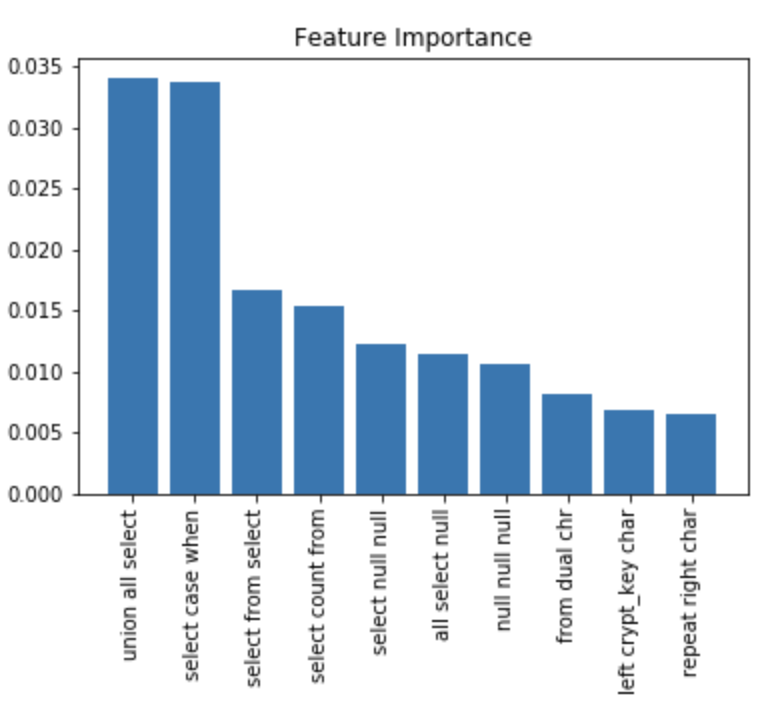 Feature Importance
0.035
0.030
0.025
0.020
0.015
0.010
0.005
0.000
union all select
select case when
select from select
select count from
select null null
all select null
null null null
from dual chr
left crypt_key char
repeat right char